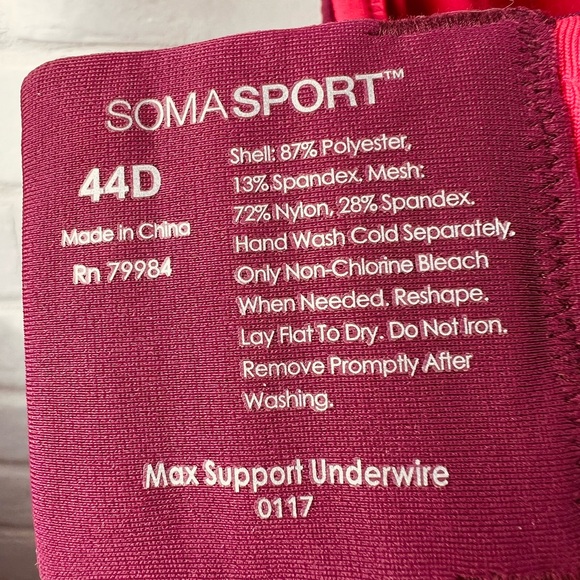 SOMASPORT™
44D
Made in China
Rn 79984
Shell: 87% Polyester,
13% Spandex. Mesh:
72% Nylon, 28% Spandex.
Hand Wash Cold Separately.
Only Non-Chlorine Bleach
When Needed. Reshape.
Lay Flat To Dry. Do Not Iron.
Remove Promptly After
Washing.
Max Support Underwire
0117